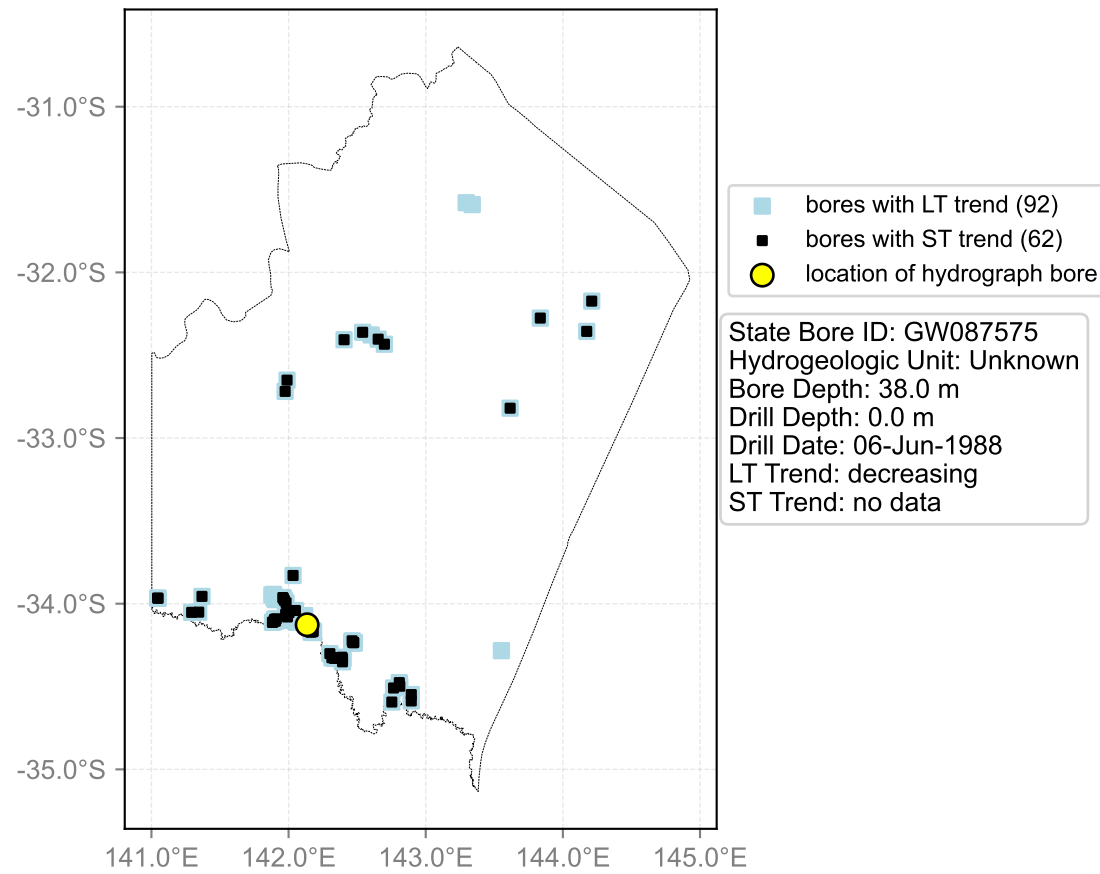 -31.0°S
-32.0°S
-33.0°S
-34.0°S
-35.0°S
141.0°E 142.0°E 143.0°E 144.0°E 145.0°E
bores with LT trend (92)
bores with ST trend (62)
location of hydrograph bore
State Bore ID: GW087575
Hydrogeologic Unit: Unknown
Bore Depth: 38.0 m
Drill Depth: 0.0 m
Drill Date: 06-Jun-1988
LT Trend: decreasing
ST Trend: no data